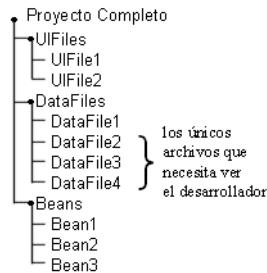 Proyecto Completo
UIFiles
UIFile1
UIFile2
DataFiles
DataFile1
DataFile2
DataFile3
DataFile4
los únicos
archivos que
necesita ver
el desarrollador
Beans
Bean1
Bean2
Bean3